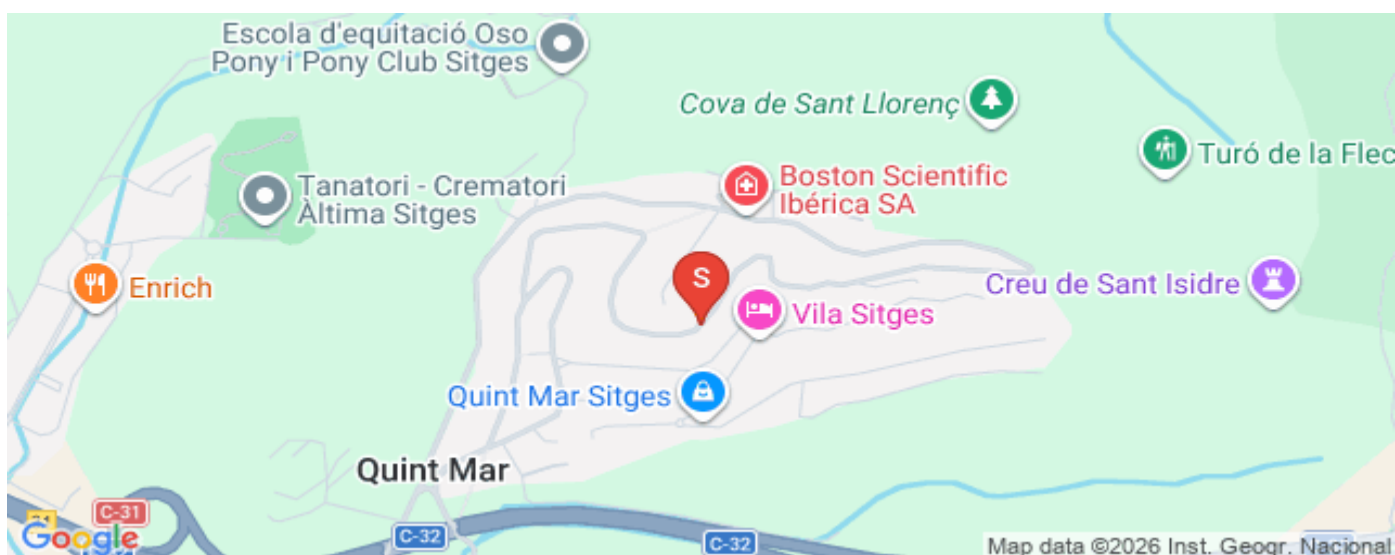 Escola d'equitació Oso
Pony i Pony Club Sitges
Cova de Sant Llorenç
Turó de la Flec
Boston Scientific
Ibérica SA
Tanatori - Crematori
Àltima Sitges
S
Enrich
Creu de Sant Isidre
Vila Sitges
Quint Mar Sitges
Quint Mar
C-31
Google
C-32
C-32
Map data ©2026 Inst. Geogr. Nacional